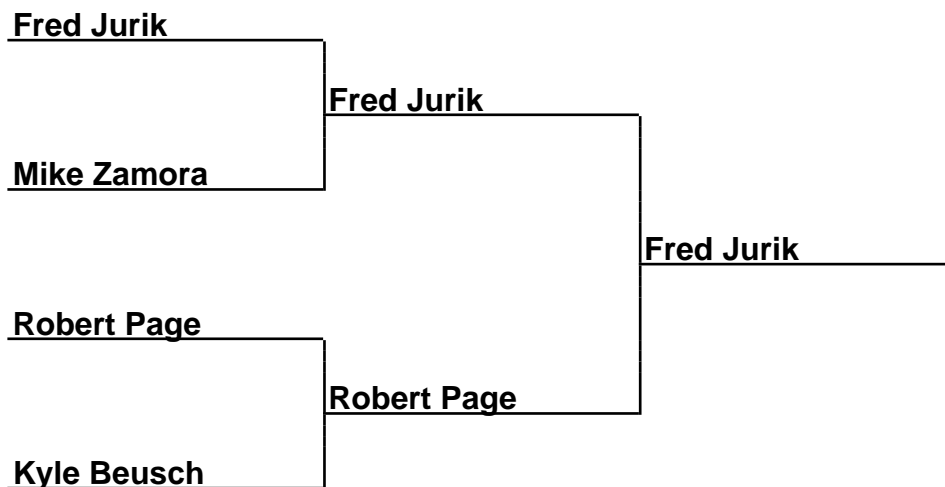 Fred Jurik
Fred Jurik
Mike Zamora
Fred Jurik
Robert Page
Robert Page
Kyle Beusch